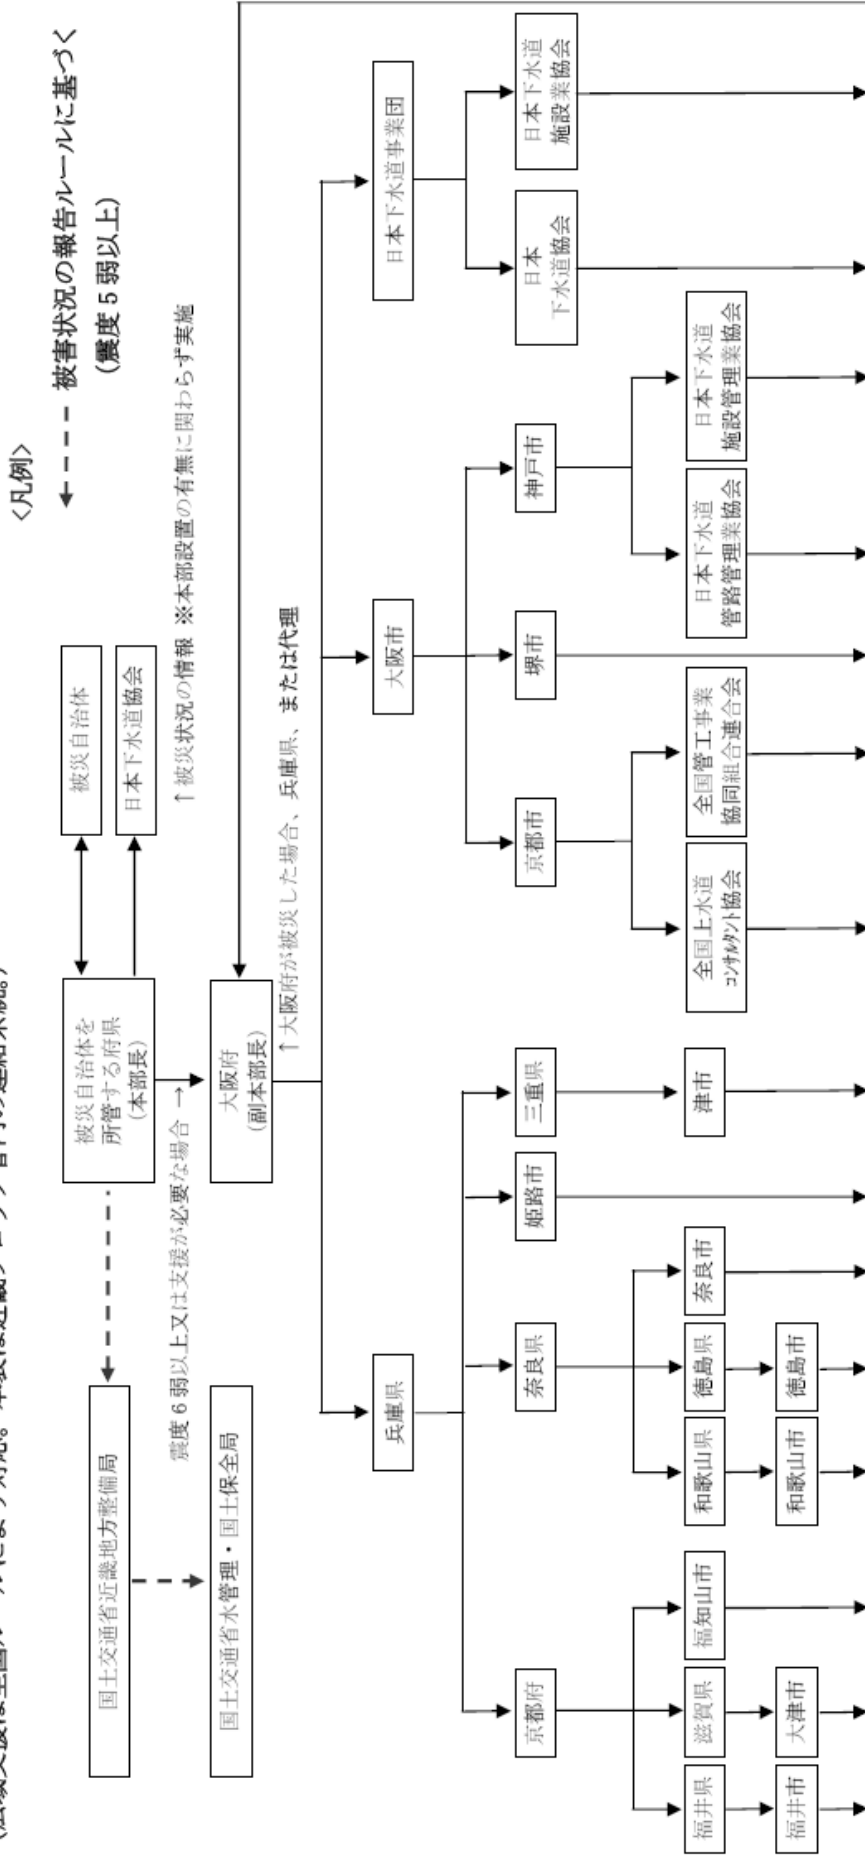 <凡例>
被害状況の報告ルールに基づく
(震度5弱以上)
国土交通省近畿地方整備局
被災自治体を
所管する府県
(本部長)
被災自治体
日本下水道協会
震度6弱以上又は支援が必要な場合 →
↑被災状況の情報 ※本部設置の有無に関わらず実施
国土交通省水管理・国土保全局
大阪府
(副本部長)
↑大阪府が被災した場合、兵庫県、または代理
兵庫県
大阪市
日本下水道事業団
京都府
奈良県
姫路市
三重県
京都市
堺市
神戸市
日本
下水道協会
日本下水道
施設業協会
福井県
滋賀県
福知山市
和歌山県
徳島県
奈良市
津市
全国上水道
コンサルタント協会
全国管工事業
協同組合連合会
日本下水道
管路管理業協会
日本下水道
施設管理業協会
福井市
大津市
和歌山市
徳島市